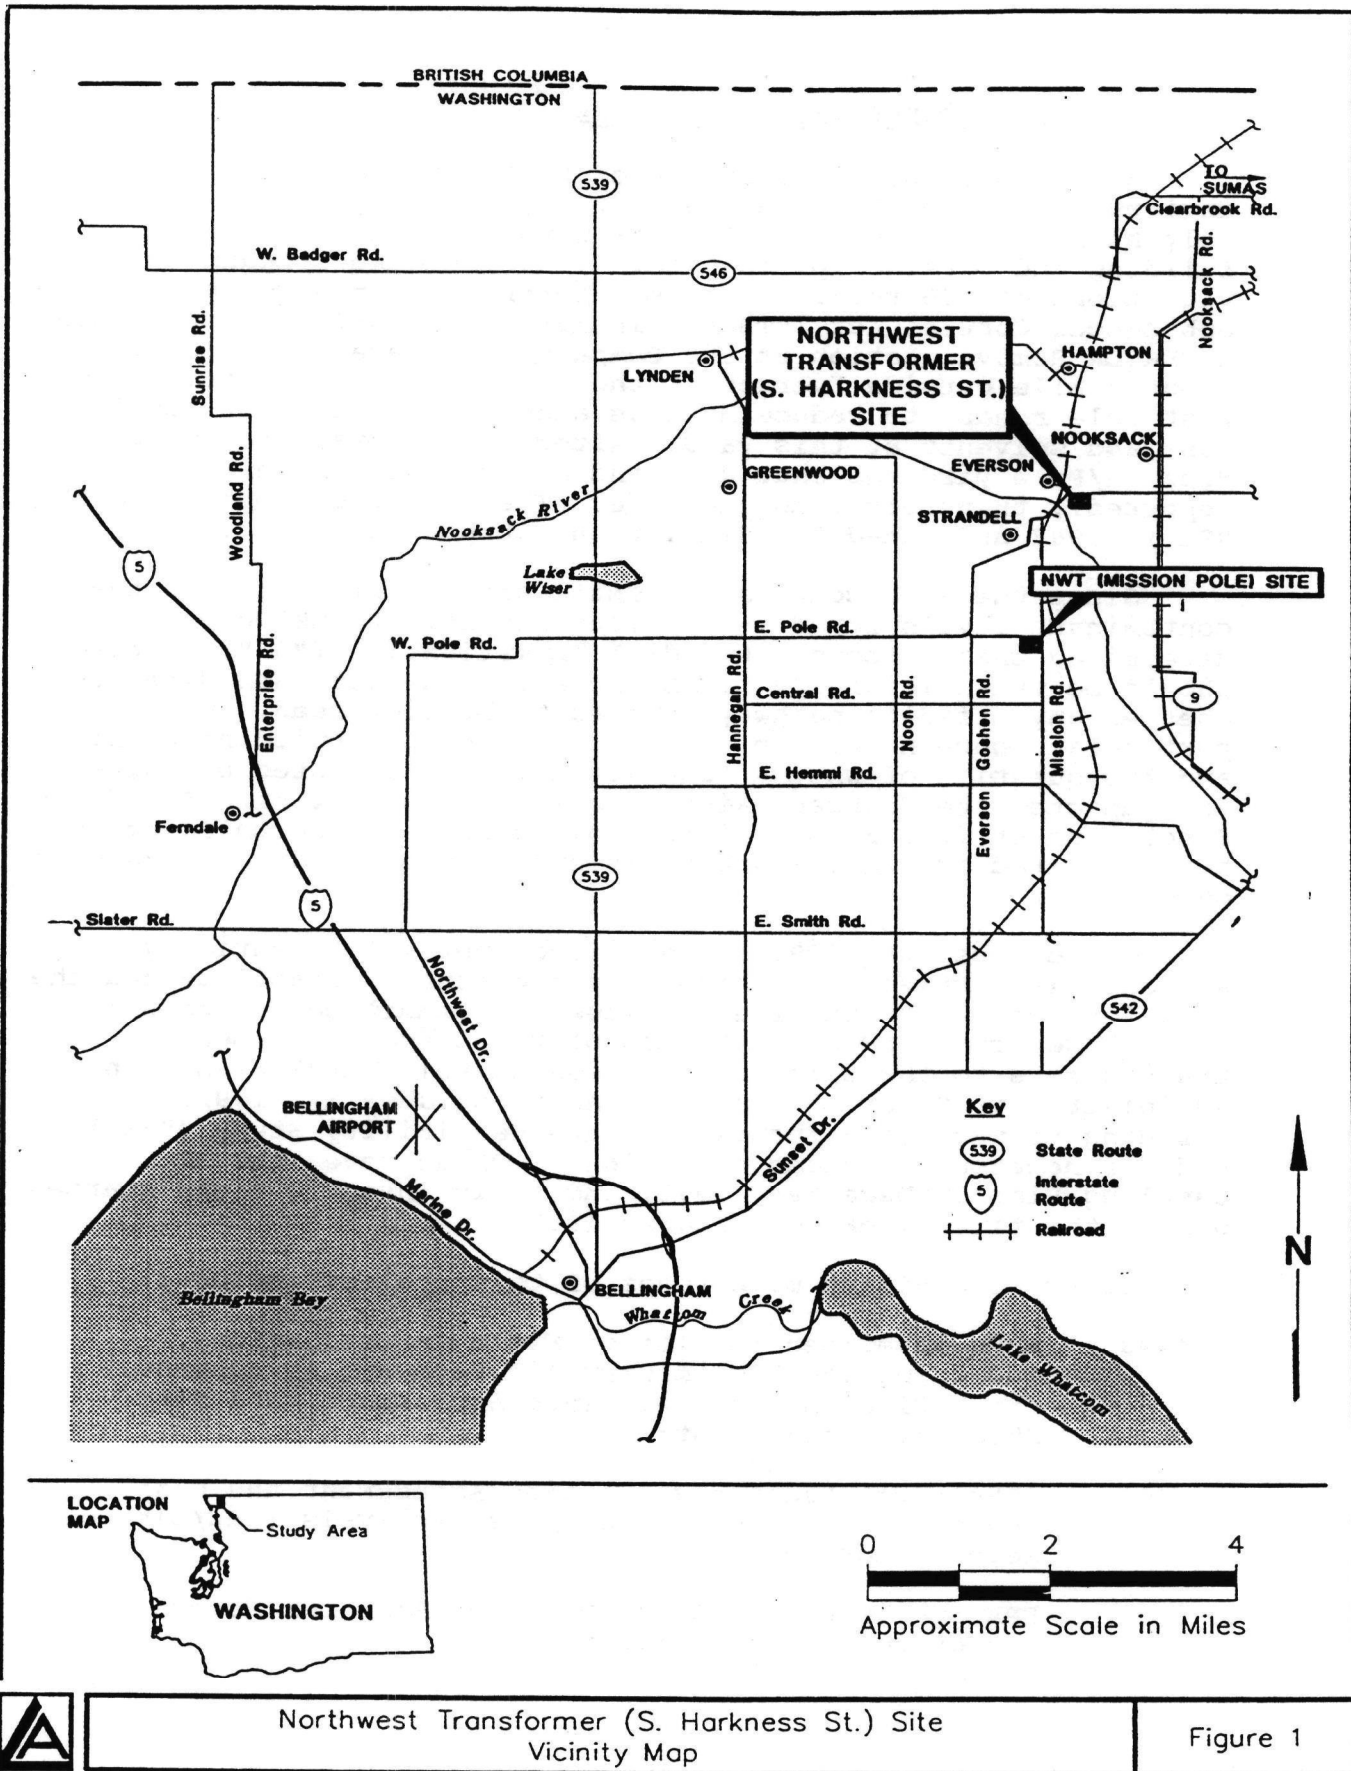 BRITISH COLUMBIA
WASHINGTON
539
TO
SUMAS
Clearbrook Rd.
W. Badger Rd.
546
Nooksack Rd.
Sunrise Rd.
NORTHWEST
TRANSFORMER
(S. HARKNESS ST.)
SITE
HAMPTON
LYNDEN
NOOKSACK
EVERSON
GREENWOOD
Woodland Rd.
Nooksack River
STRANDELL
5
Lake
Wiser
NWT (MISSION POLE) SITE
E. Pole Rd.
W. Pole Rd.
Enterprise Rd.
Hannegan Rd.
Central Rd.
Noon Rd.
Everson Goshen Rd.
Mission Rd.
9
E. Hemmi Rd.
Ferndale
539
5
Slater Rd.
E. Smith Rd.
Northwest Dr.
542
BELLINGHAM
AIRPORT
Key
539 State Route
5 Interstate
Route
Railroad
Sunset Dr.
Marine Dr.
N
Bellingham Bay
BELLINGHAM
Whatcom Creek
Lake Whatcom
LOCATION
MAP
Study Area
WASHINGTON
0 2 4
Approximate Scale in Miles
Northwest Transformer (S. Harkness St.) Site
Vicinity Map
Figure 1